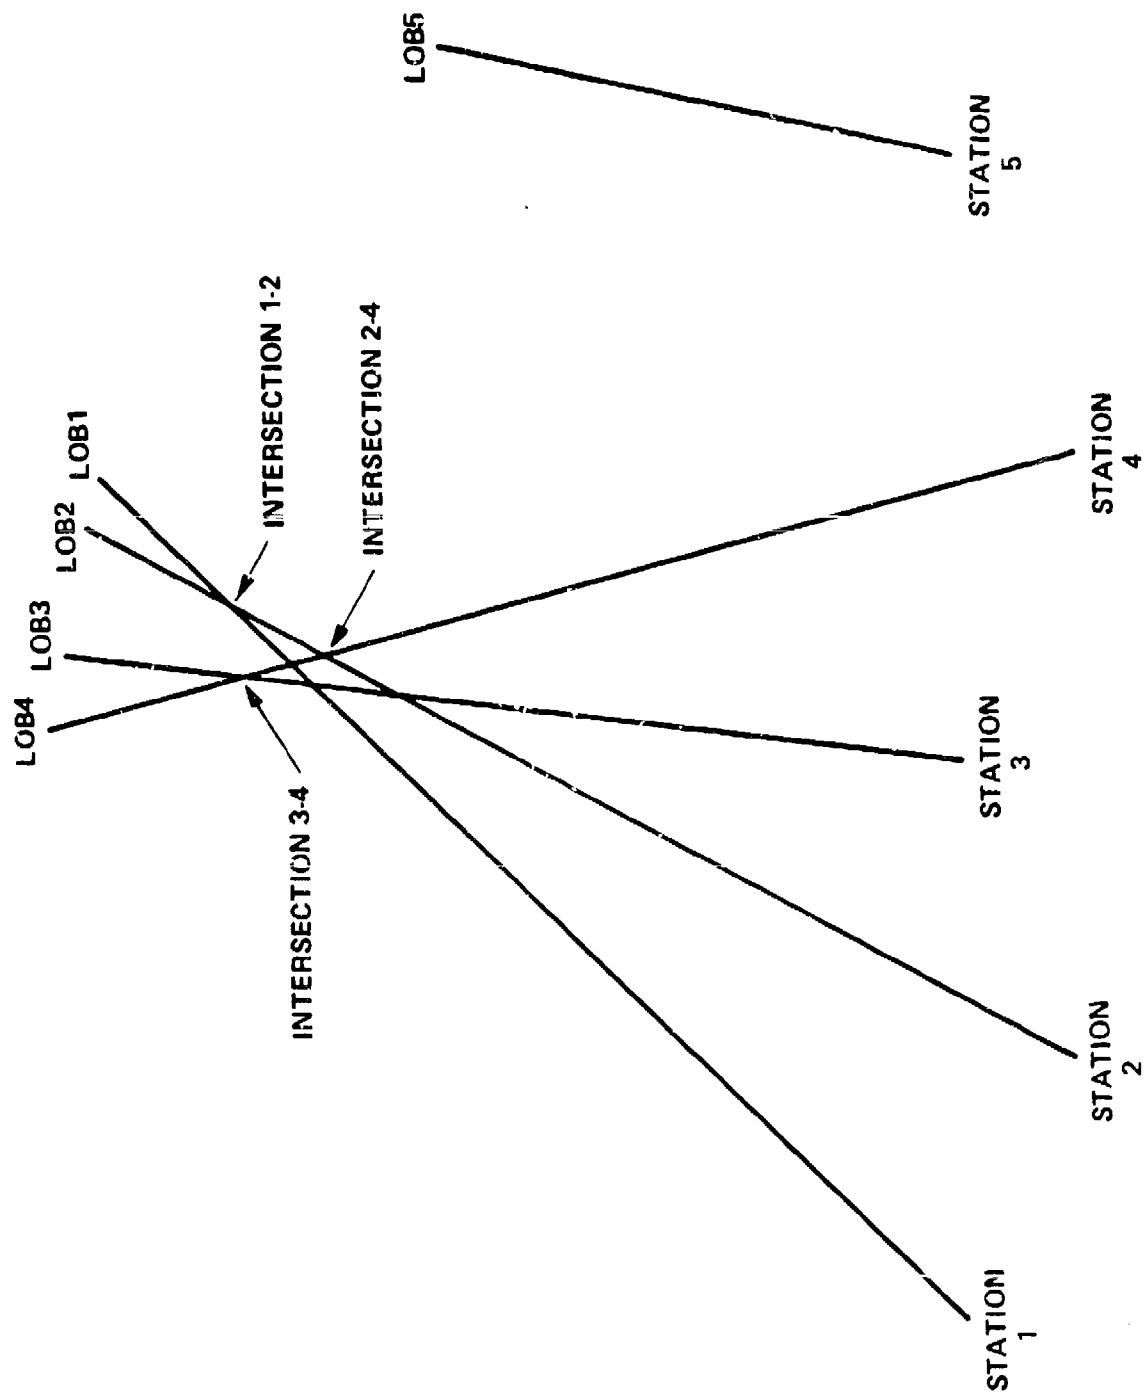 LOB4
LOB3
LOB2
LOB1
LOB5
INTERSECTION 3-4
INTERSECTION 1-2
INTERSECTION 2-4
STATION
1
STATION
2
STATION
3
STATION
4
STATION
5